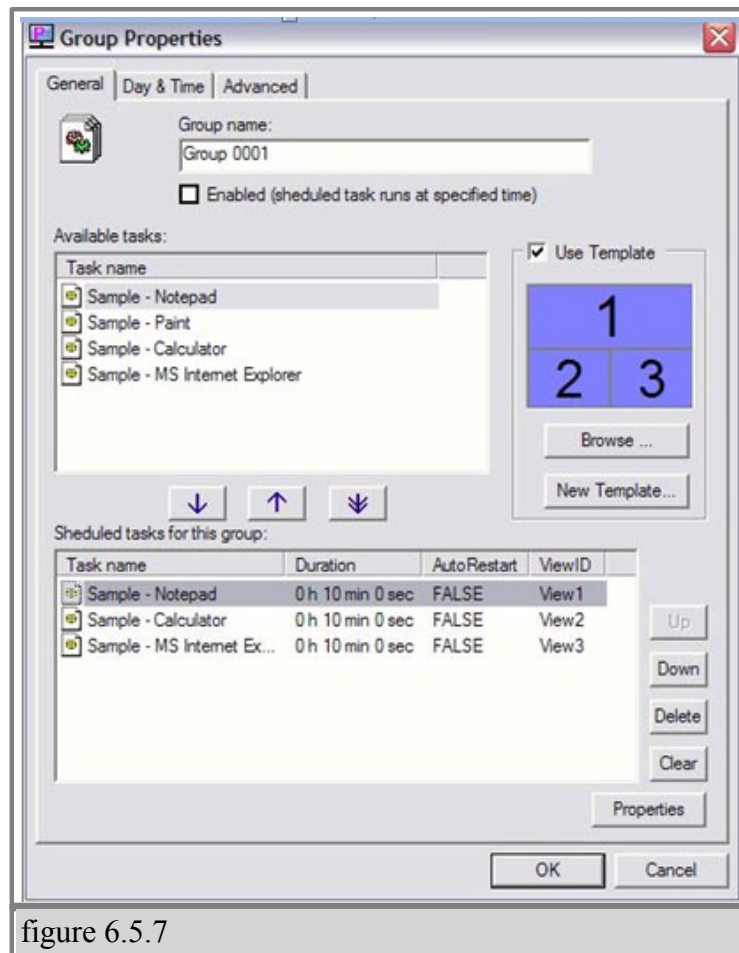 Group Properties
General Day & Time Advanced
Group name:
Group 0001
Enabled (sheduled task runs at specified time)
Available tasks:
Task name
Sample - Notepad
Sample - Paint
Sample - Calculator
Sample - MS Internet Explorer
Use Template
1
2 3
Browse ...
New Template...
Sheduled tasks for this group:
Task name Duration AutoRestart ViewID
Sample - Notepad 0 h 10 min 0 sec FALSE View1
Sample - Calculator 0 h 10 min 0 sec FALSE View2
Sample - MS Internet Ex... 0 h 10 min 0 sec FALSE View3
Up
Down
Delete
Clear
Properties
OK Cancel
figure 6.5.7